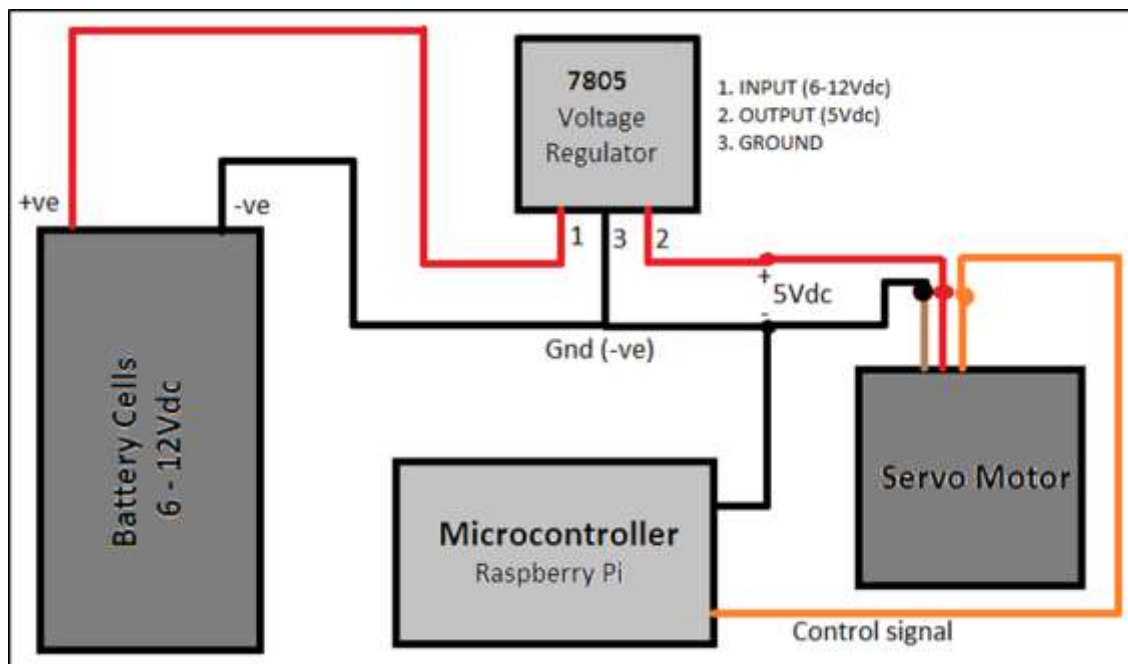 7805
Voltage
Regulator
1. INPUT (6-12Vdc)
2. OUTPUT (5Vdc)
3. GROUND
+ve
-ve
1
3
2
+
5Vdc
-
Gnd (-ve)
Battery Cells
6 - 12Vdc
Servo Motor
Microcontroller
Raspberry Pi
Control signal